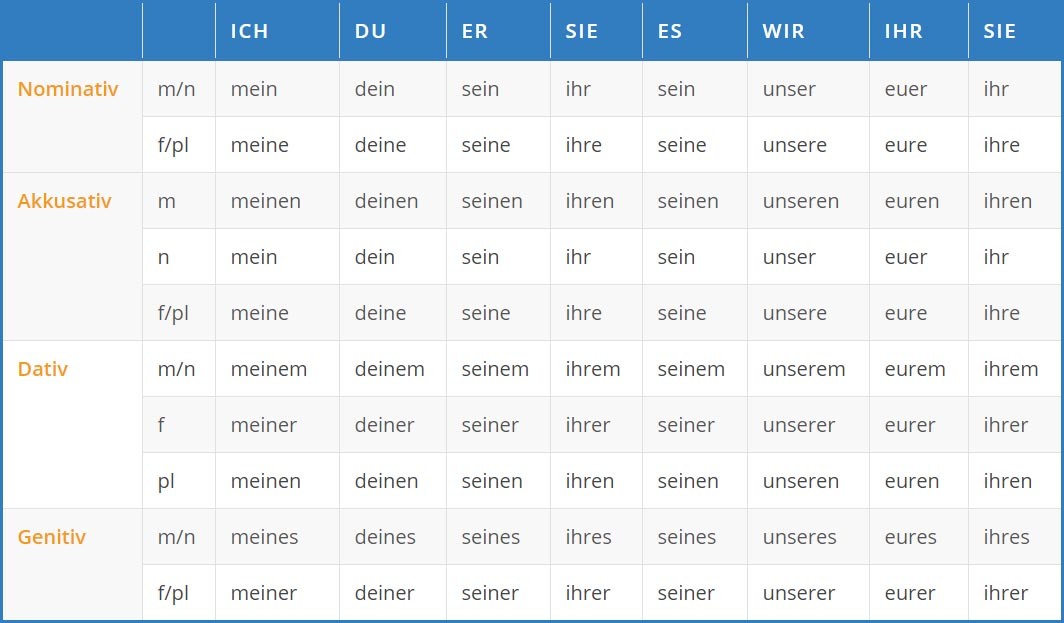 ICH DU ER SIE ES WIR IHR SIE
Nominativ m/n mein dein sein ihr sein unser euer ihr
f/pl meine deine seine ihre seine unsere eure ihre
Akkusativ m meinen deinen seinen ihren seinen unseren euren ihren
n mein dein sein ihr sein unser euer ihr
f/pl meine deine seine ihre seine unsere eure ihre
Dativ m/n meinem deinem seinem ihrem seinem unserem eurem ihrem
f meiner deiner seiner ihrer seiner unserer eurer ihrer
pl meinen deinen seinen ihren seinen unseren euren ihren
Genitiv m/n meines deines seines ihres seines unseres eures ihres
f/pl meiner deiner seiner ihrer seiner unserer eurer ihrer